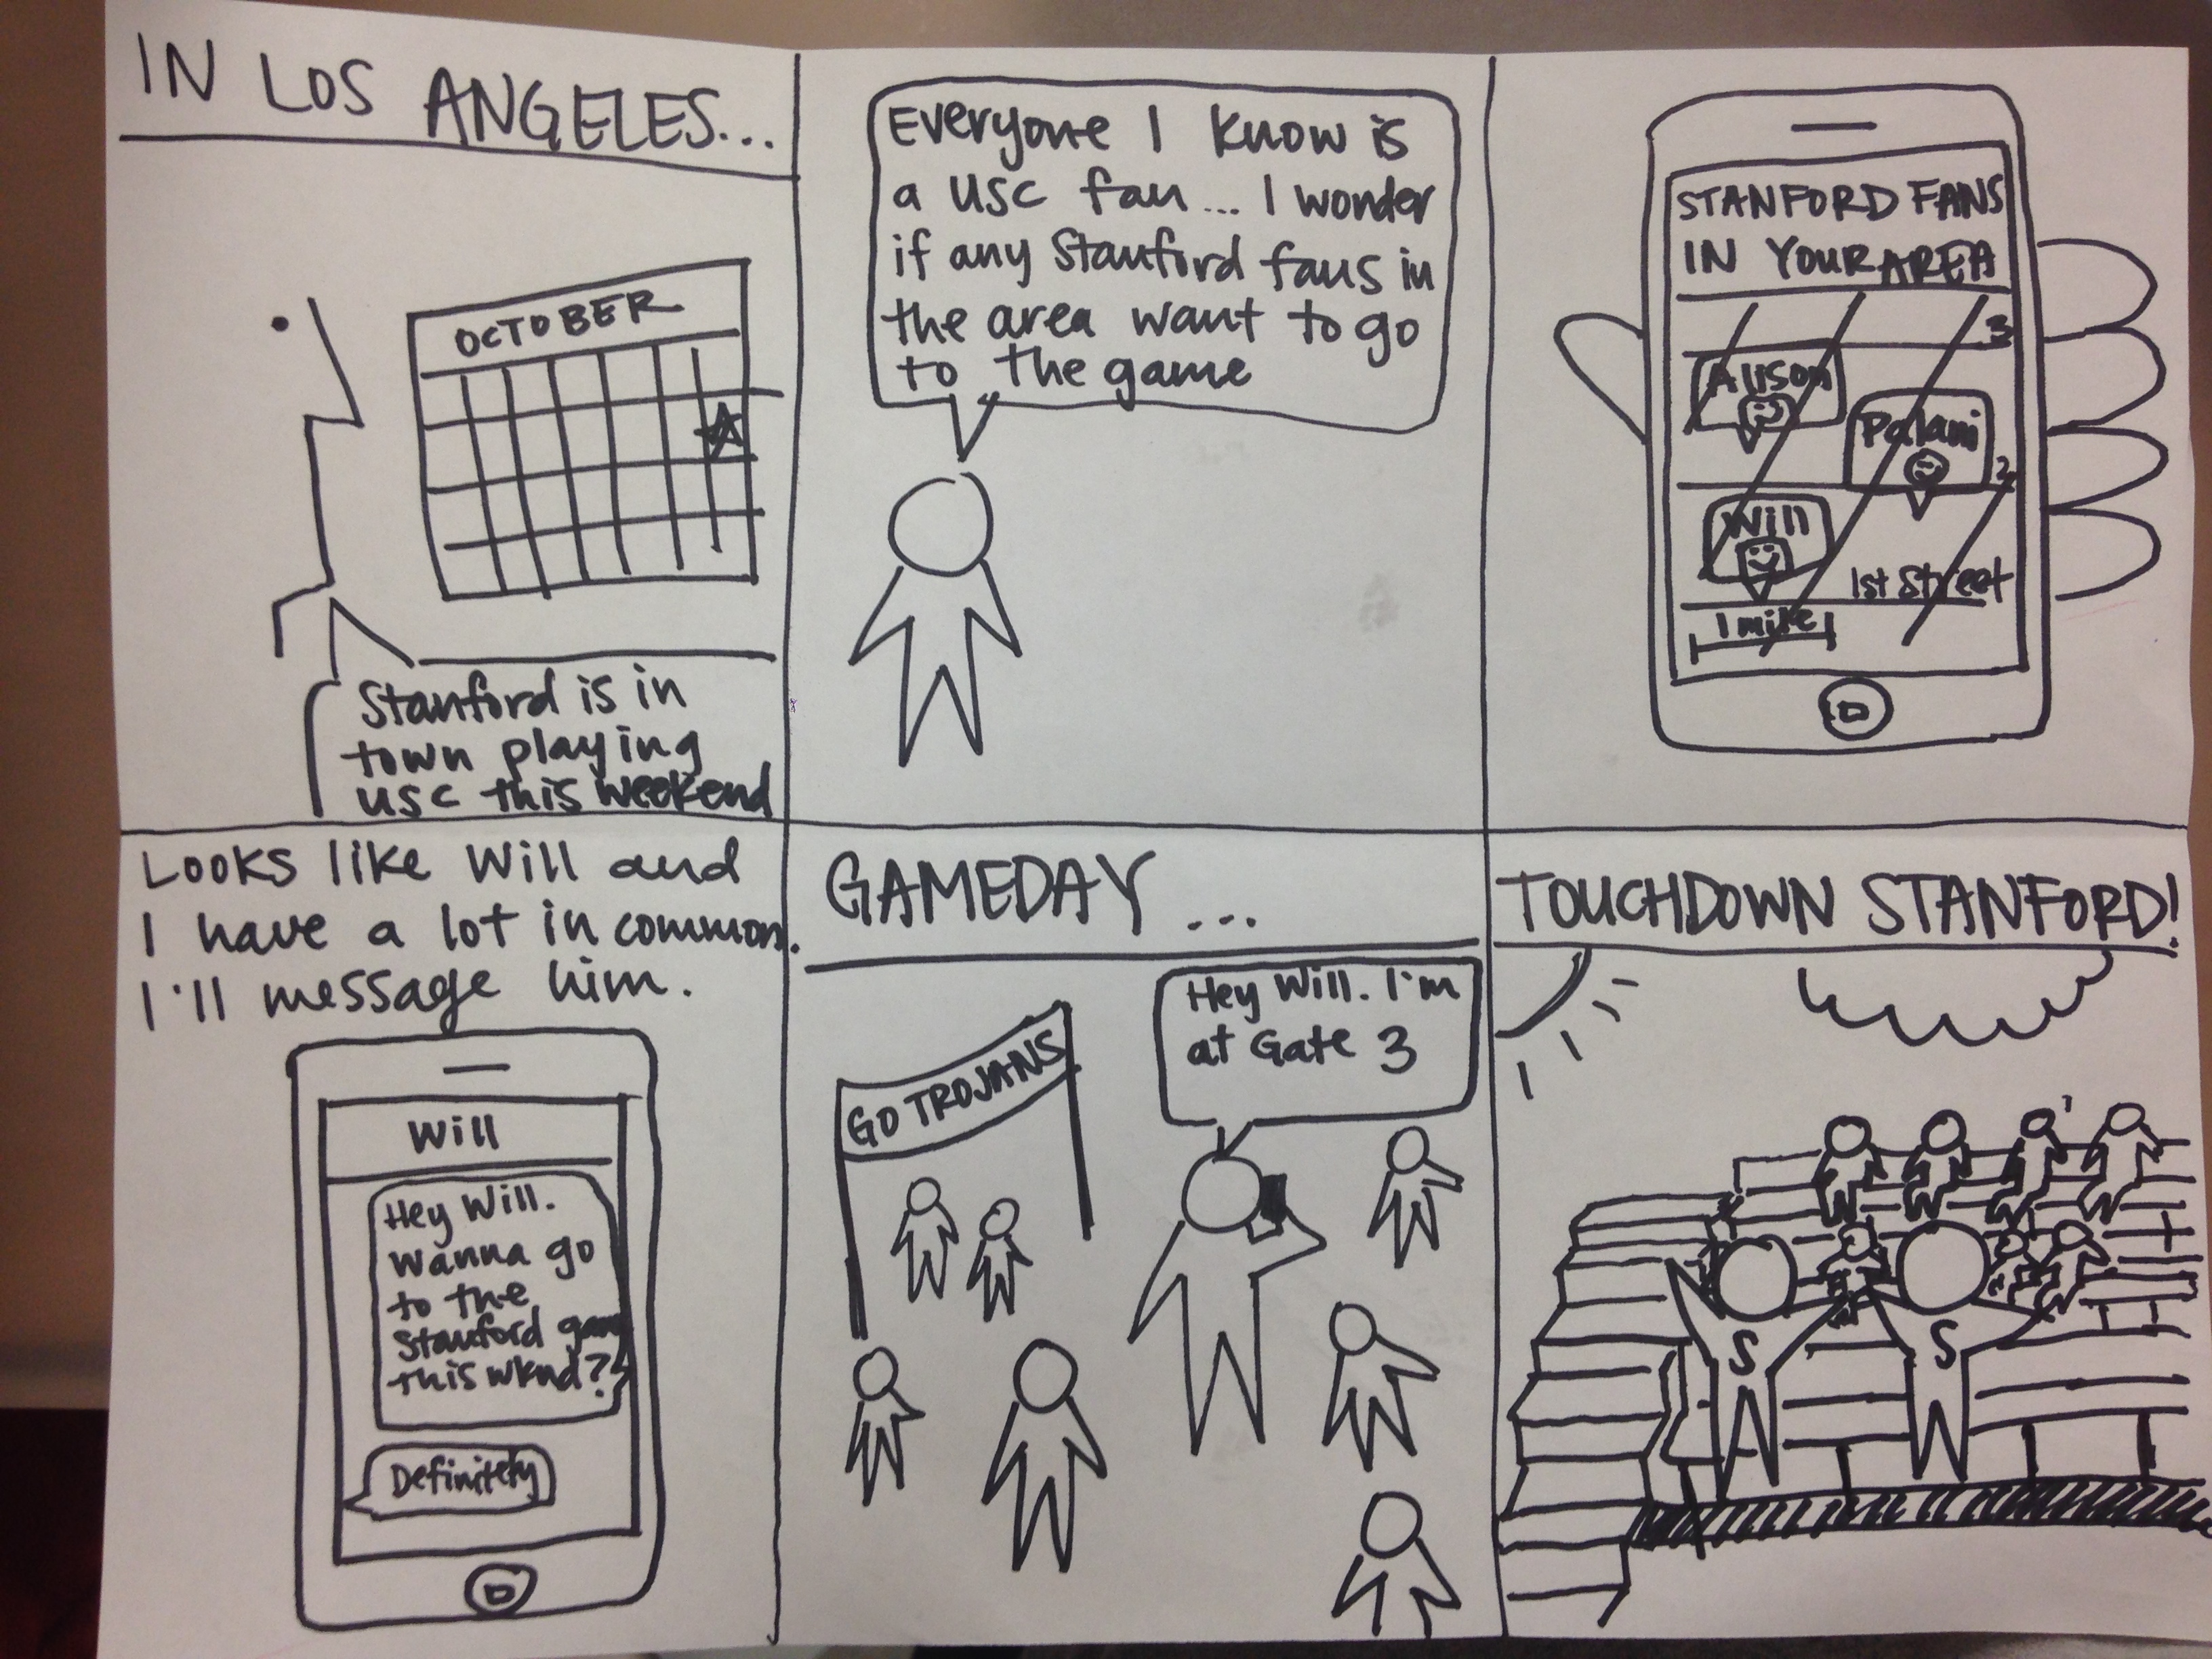 IN LOS ANGELES...
OCTOBER
Stanford is in
town playing
USC this weekend
Everyone I know is
a USC fan... I wonder
if any Stanford fans in
the area want to go
to the game
STANFORD FANS
IN YOUR AREA
3
Alison
Palani
2
Will
1st Street
1 mile
Looks like Will and
I have a lot in common.
I'll message him.
Will
Hey Will.
Wanna go
to the
Stanford game
this wknd?
Definitely
GAMEDAY...
Hey Will. I'm
at Gate 3
GO TROJANS
TOUCHDOWN STANFORD!
S
S